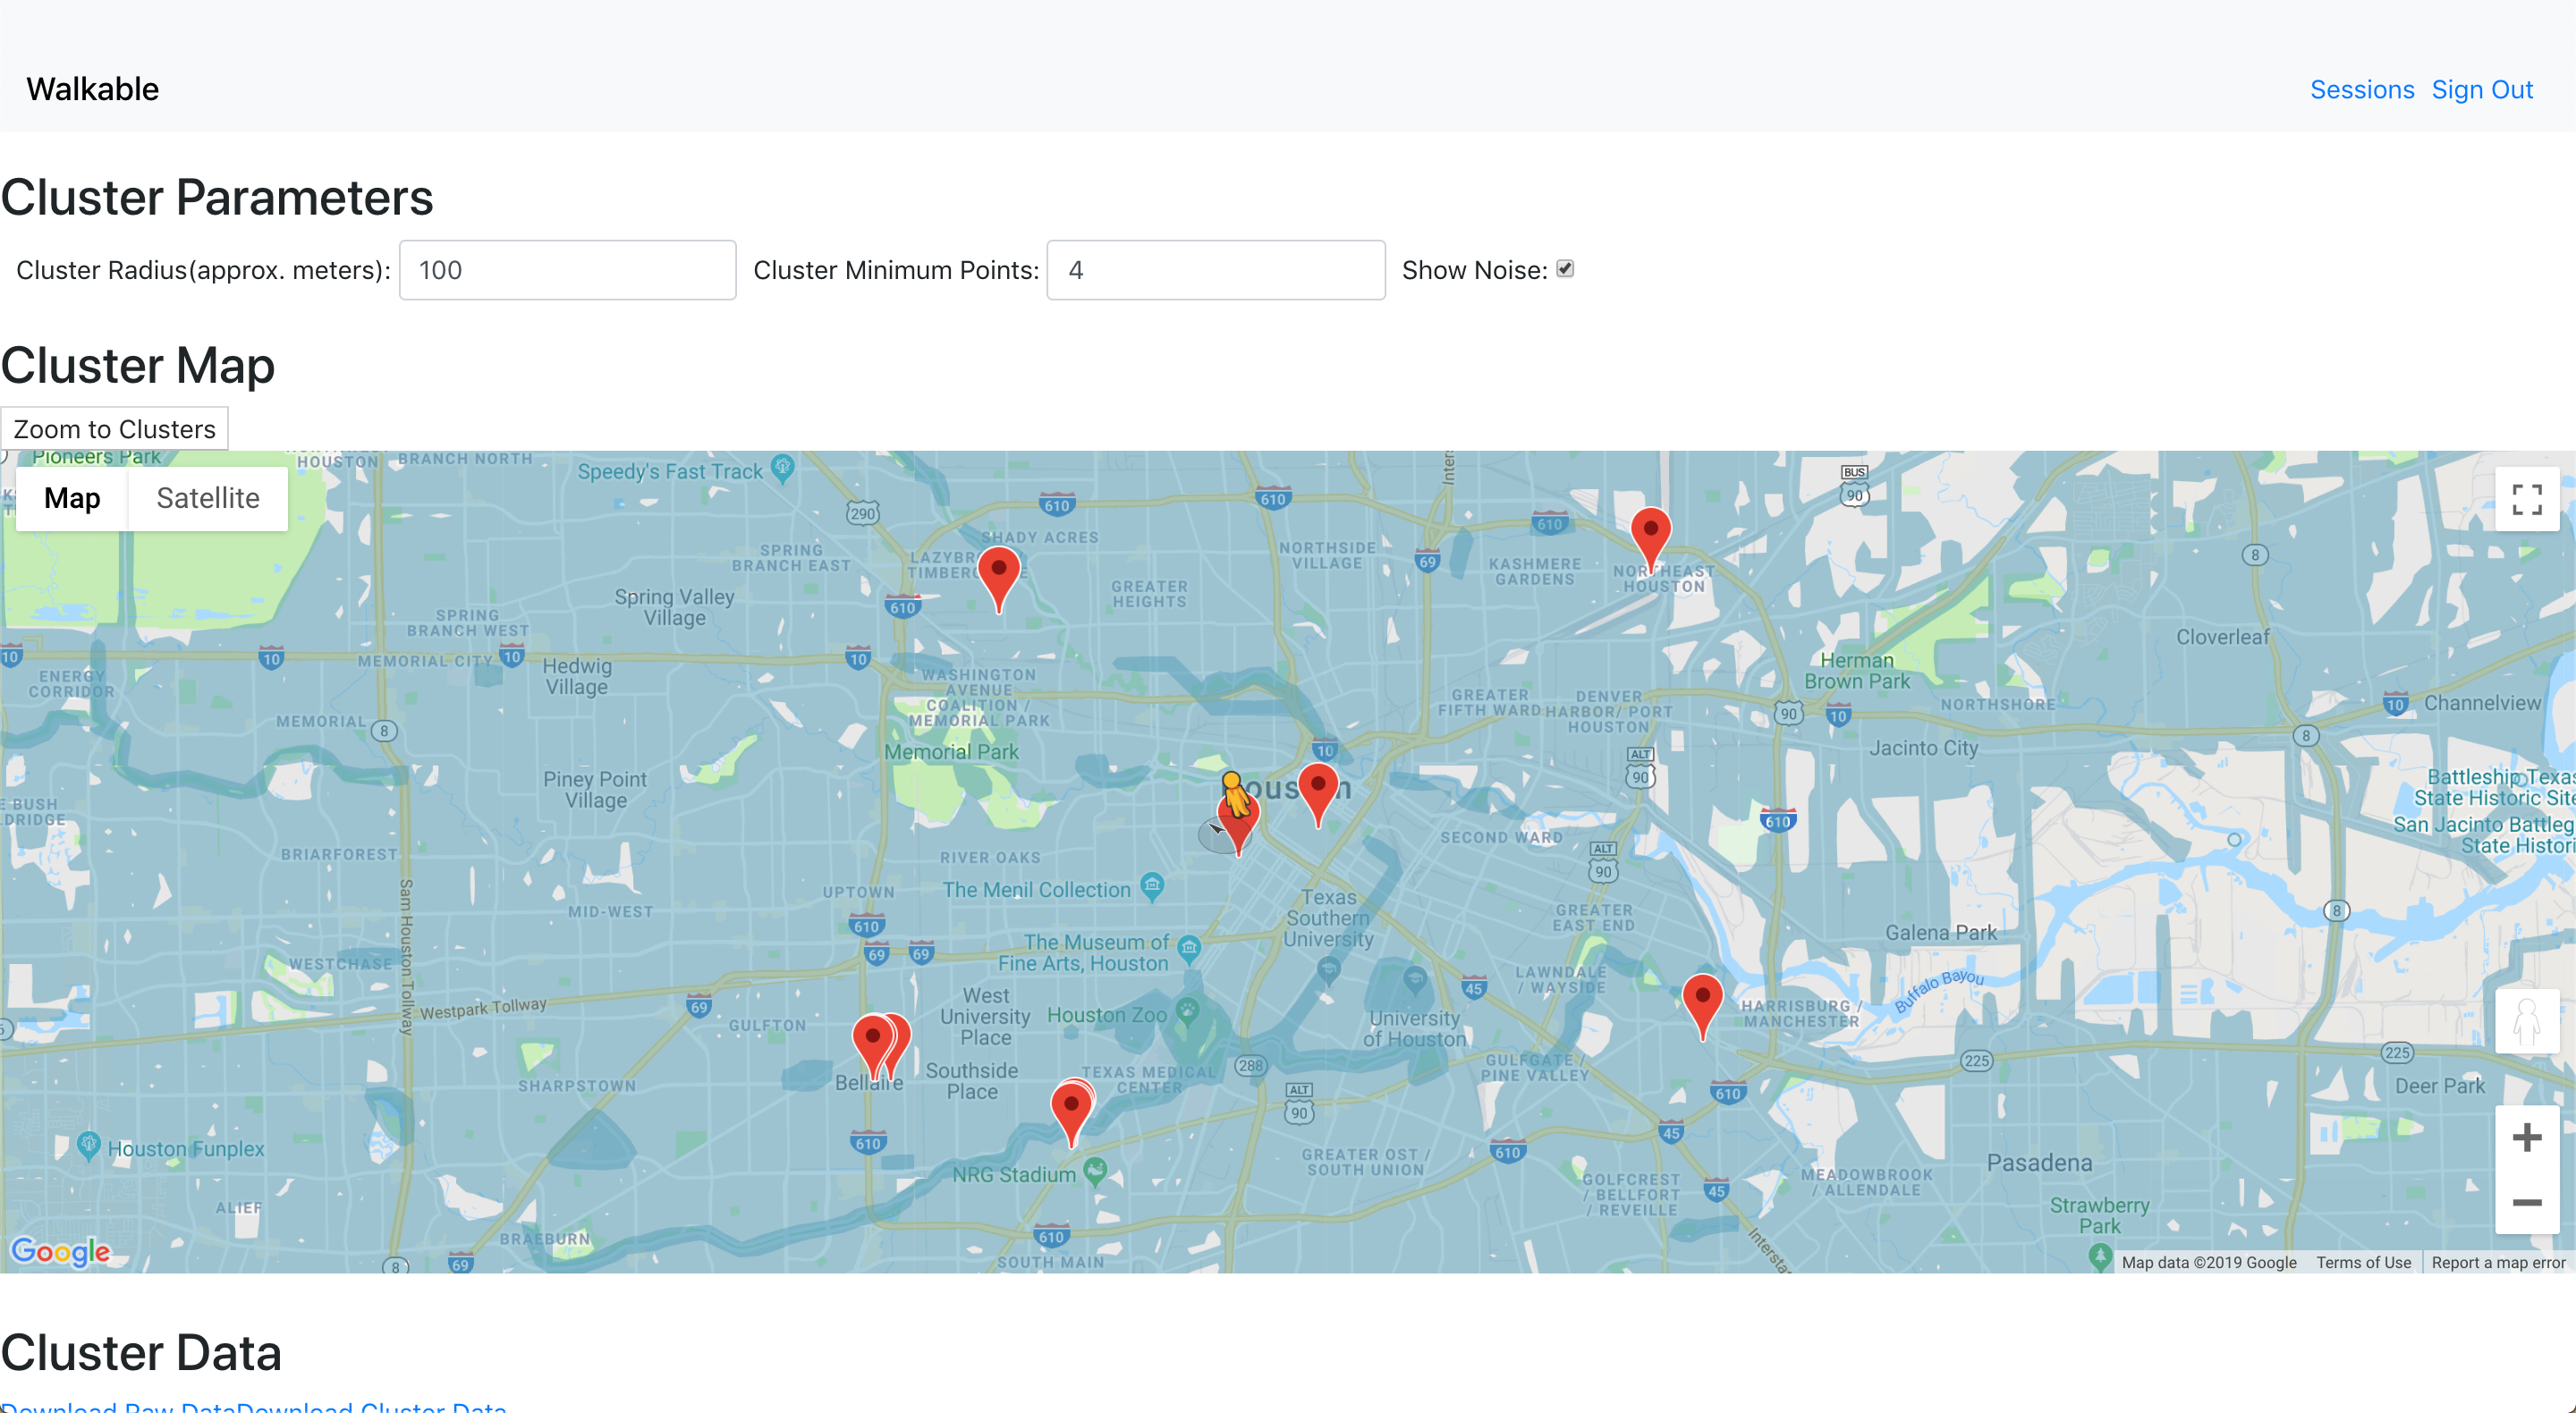 Walkable
Sessions Sign Out
Cluster Parameters
Cluster Radius(approx. meters): 100 Cluster Minimum Points: 4 Show Noise:
Cluster Map
Zoom to Clusters
Pioneers Park
HOUSTON
BRANCH NORTH
Speedy's Fast Track
Map Satellite
290
610
610
610
BUS
90
SHADY ACRES
SPRING
BRANCH EAST
NORTHSIDE
VILLAGE
69
KASHMERE
GARDENS
NORTHEAST
HOUSTON
8
GREATER
HEIGHTS
Spring Valley
Village
610
SPRING
BRANCH WEST
Cloverleaf
10
10
MEMORIAL CITY
10
10
Hedwig
Village
ENERGY
CORRIDOR
WASHINGTON
AVENUE
COALITION /
MEMORIAL PARK
Herman
Brown Park
GREATER
FIFTH WARD
DENVER
HARBOR/ PORT
HOUSTON
90
10
NORTHSHORE
10
Channelview
MEMORIAL
8
Memorial Park
10
Jacinto City
8
ALT
90
Piney Point
Village
Battleship Texas
State Historic Site
San Jacinto Battleg
State Histori
E BUSH
LDRIDGE
610
SECOND WARD
BRIARFOREST
RIVER OAKS
ALT
90
The Menil Collection
UPTOWN
MID-WEST
Texas
Southern
University
GREATER
EAST END
8
610
Galena Park
69
69
The Museum of
Fine Arts, Houston
WESTCHASE
Sam Houston Tollway
LAWNDALE
/ WAYSIDE
45
Buffalo Bayou
Westpark Tollway
69
West
University
Place
Houston Zoo
HARRISBURG /
MANCHESTER
GULFTON
University
of Houston
225
225
Bellaire
Southside
Place
TEXAS MEDICAL
CENTER
288
GULFGATE /
PINE VALLEY
SHARPSTOWN
ALT
90
610
Deer Park
610
45
Houston Funplex
NRG Stadium
GREATER OST /
SOUTH UNION
610
Pasadena
GOLFCREST
/ BELLFORT
/ REVEILLE
45
MEADOWBROOK
/ ALLENDALE
ALIEF
Strawberry
Park
BRAEBURN
610
Google
8
69
SOUTH MAIN
Map data ©2019 Google Terms of Use Report a map error
Cluster Data
Download Raw DataDownload Cluster Data